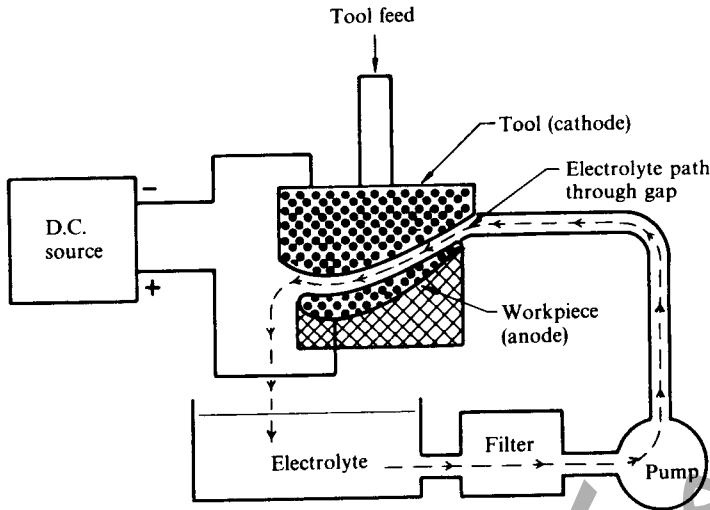 Tool feed
Tool (cathode)
Electrolyte path
through gap
−
D.C.
source
+
Workpiece
(anode)
Filter
Electrolyte
Pump